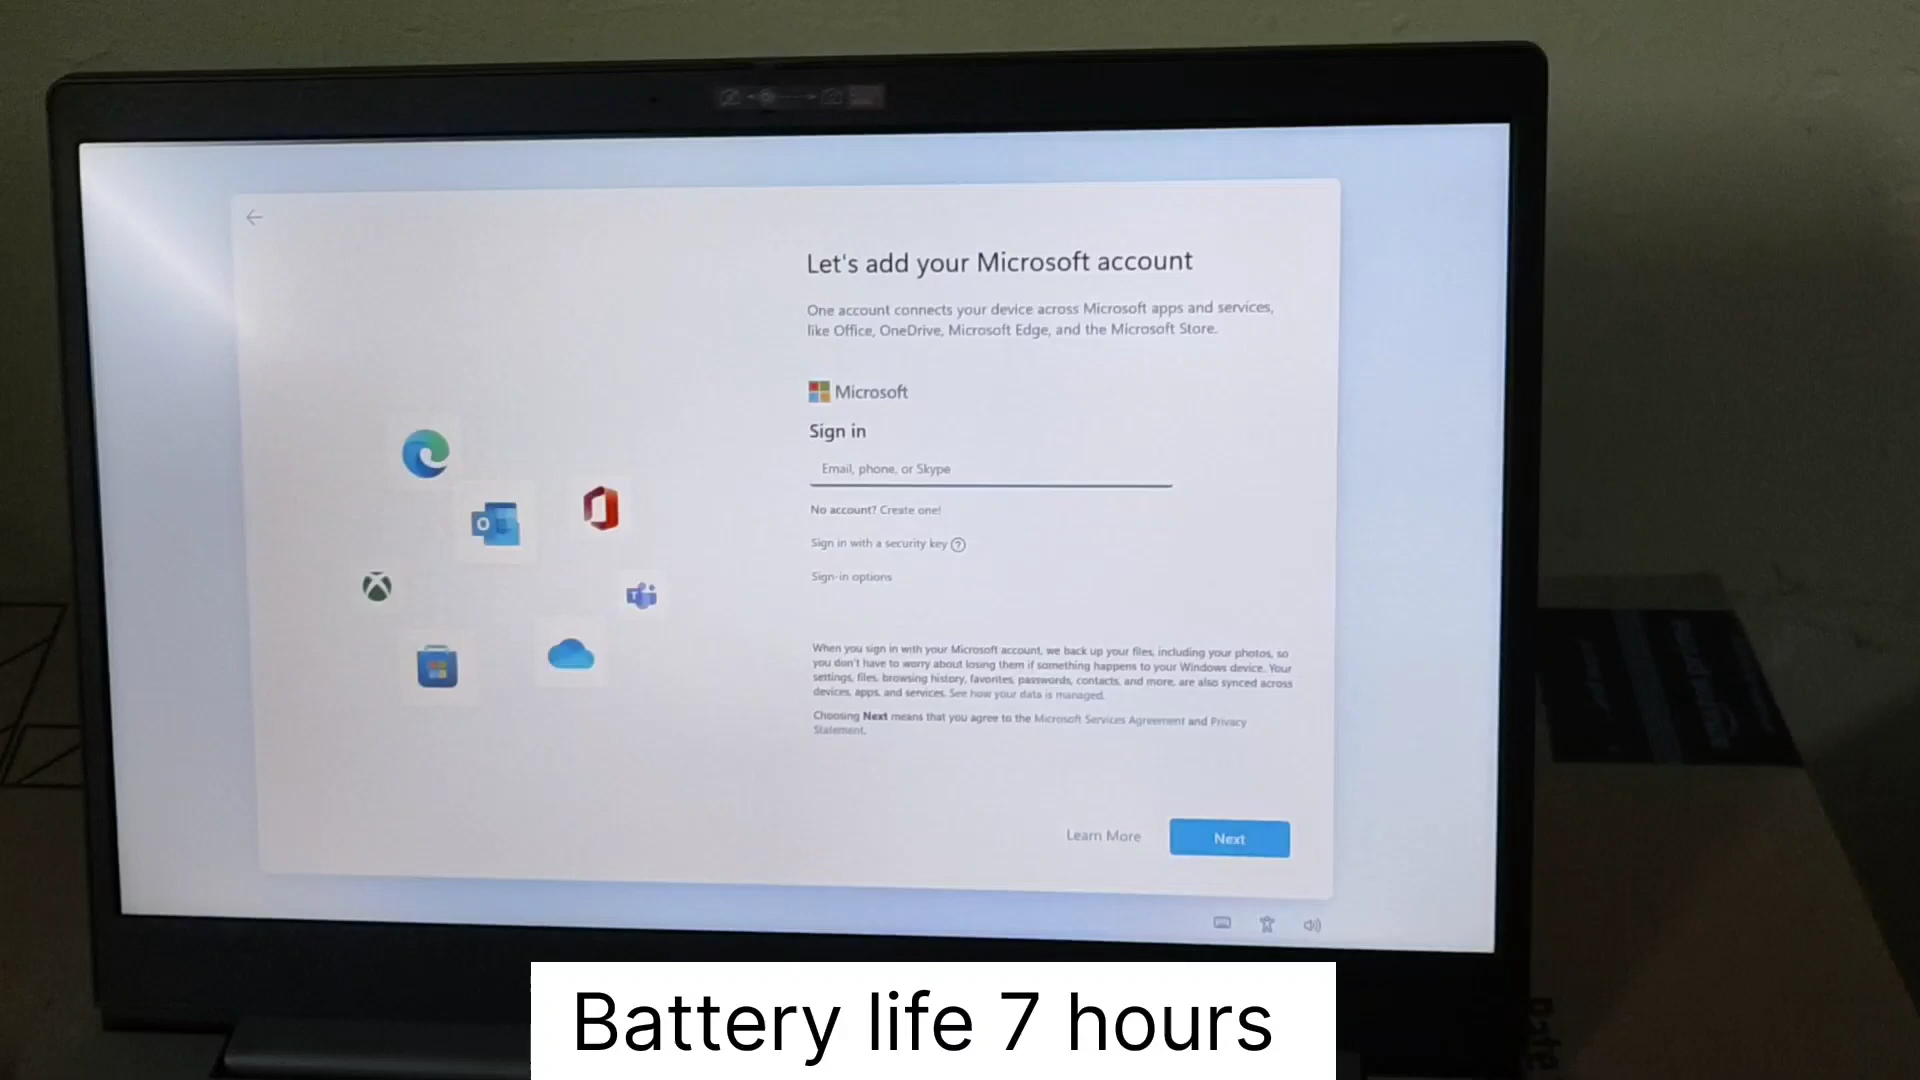 Let's add your Microsoft account
One account connects your device across Microsoft apps and services,
like Office, OneDrive, Microsoft Edge, and the Microsoft Store.
Microsoft
Sign in
Email, phone, or Skype
No account? Create one!
Sign in with a security key
Sign-in options
When you sign in with your Microsoft account, we back up your files, including your photos, so
you don't have to worry about losing them if something happens to your Windows device. Your
settings, files, browsing history, favorites, passwords, contacts, and more, are also synced across
devices, apps, and services. See how your data is managed.
Choosing Next means that you agree to the Microsoft Services Agreement and Privacy
Statement.
Learn More
Next
Battery life 7 hours